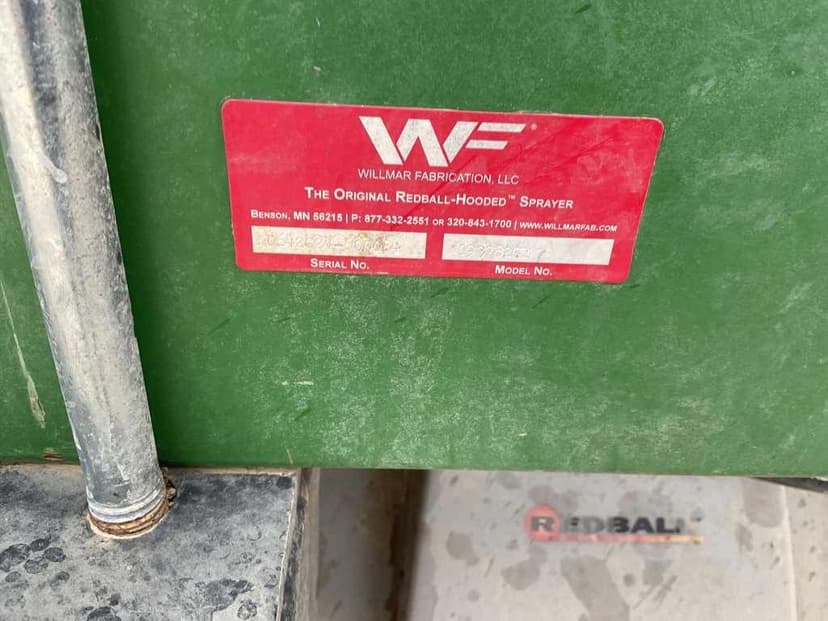 WF®
WILLMAR FABRICATION, LLC
THE ORIGINAL REDBALL-HOODED™ SPRAYER
BENSON, MN 56215 | P: 877-332-2551 OR 320-843-1700 | WWW.WILLMARFAB.COM
SERIAL NO. MODEL NO.
REDBALL